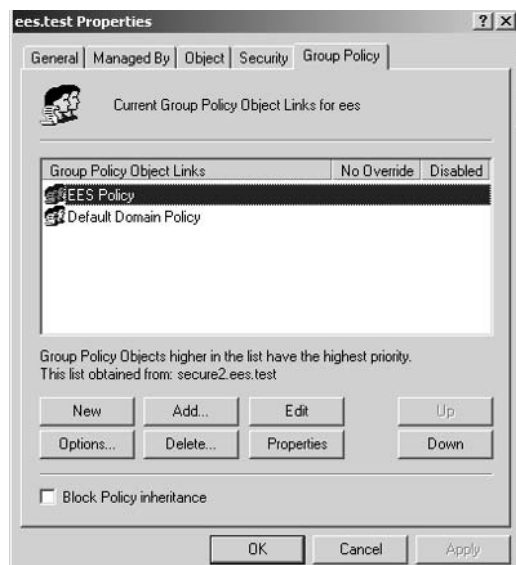 ees.test Properties
General Managed By Object Security Group Policy
Current Group Policy Object Links for ees
Group Policy Object Links No Override Disabled
EES Policy
Default Domain Policy
Group Policy Objects higher in the list have the highest priority.
This list obtained from: secure2.ees.test
New Add... Edit Up
Options... Delete... Properties Down
Block Policy inheritance
OK Cancel Apply